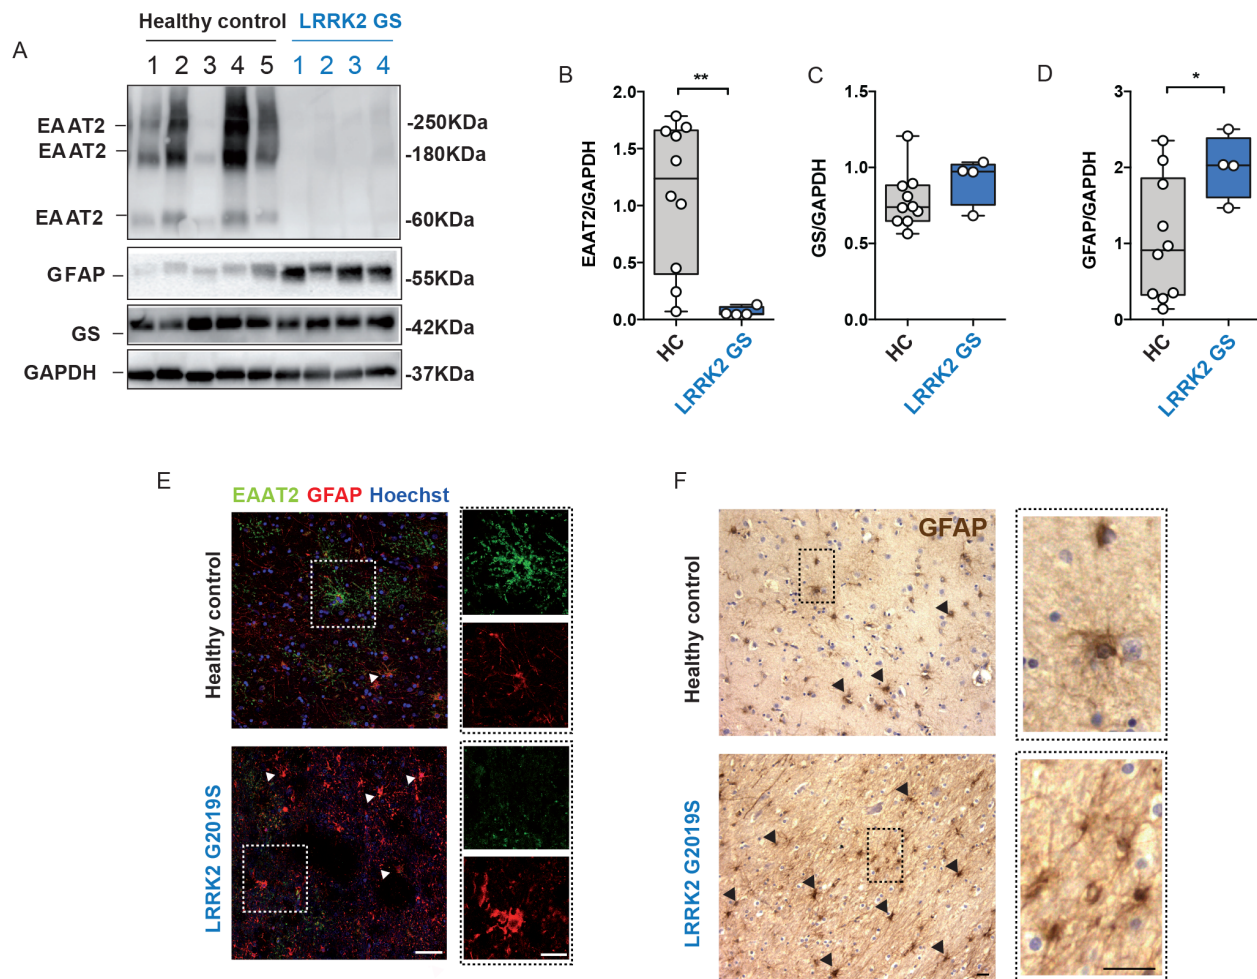 Healthy control LRRK2 GS
A
1 2 3 4 5 1 2 3 4
EAAT2 -250KDa
EAAT2 -180KDa
EAAT2 -60KDa
GFAP -55KDa
GS -42KDa
GAPDH -37KDa
B
**
EAAT2/GAPDH
2.0
1.5
1.0
0.5
0.0
HC
LRRK2 GS
C
GS/GAPDH
1.5
1.0
0.5
0.0
HC
LRRK2 GS
D
*
GFAP/GAPDH
3
2
1
0
HC
LRRK2 GS
E
EAAT2 GFAP Hoechst
Healthy control
LRRK2 G2019S
F
GFAP
Healthy control
LRRK2 G2019S